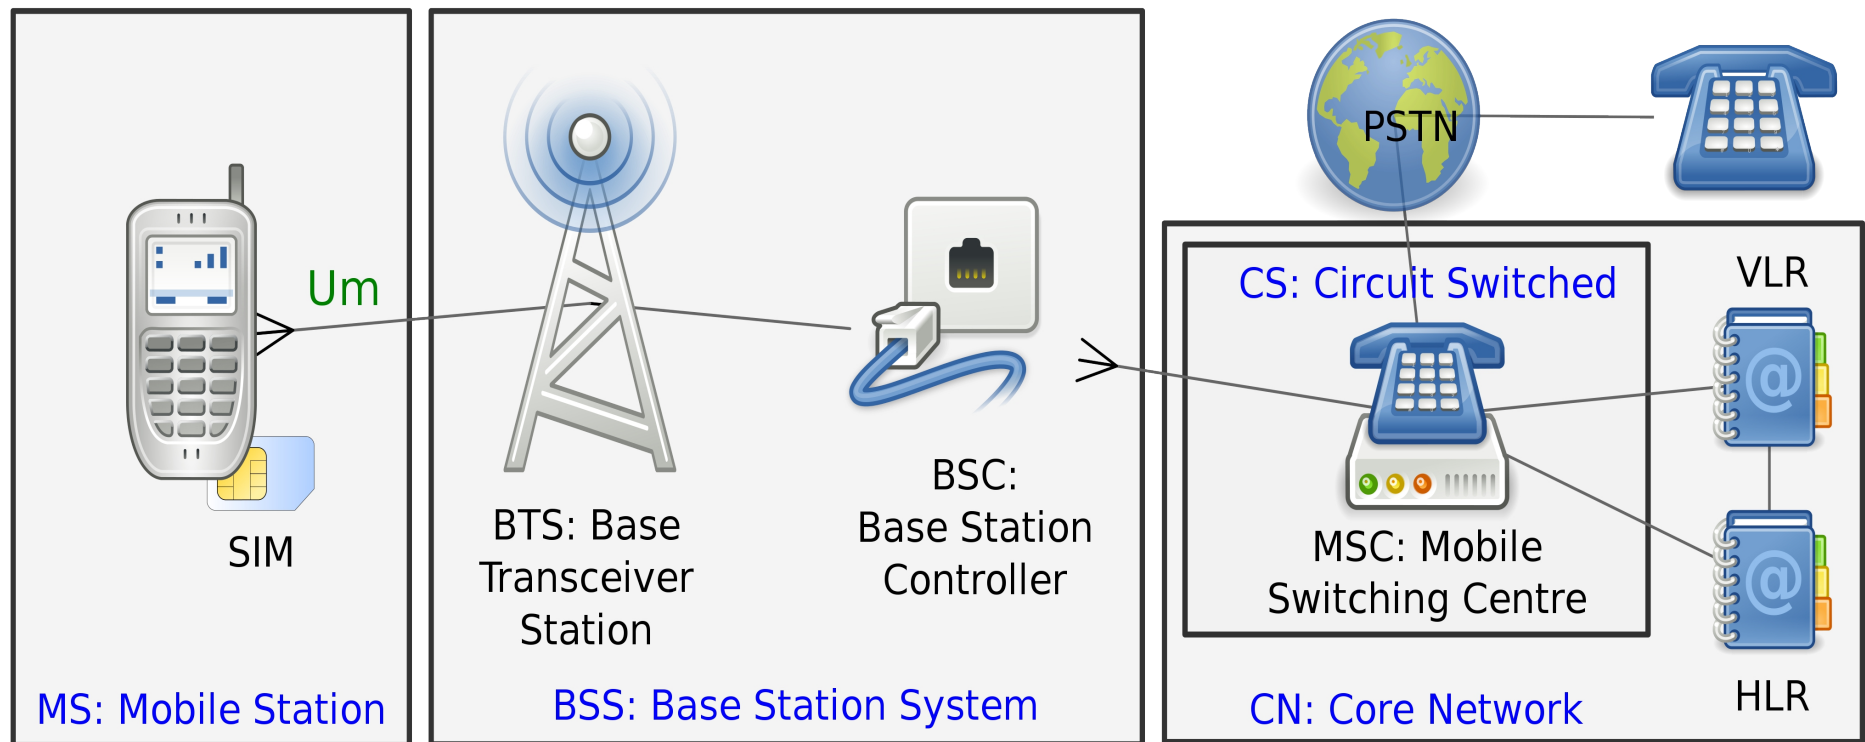 Um
SIM
MS: Mobile Station
BTS: Base
Transceiver
Station
BSC:
Base Station
Controller
BSS: Base Station System
PSTN
CS: Circuit Switched
MSC: Mobile
Switching Centre
VLR
@
@
HLR
CN: Core Network